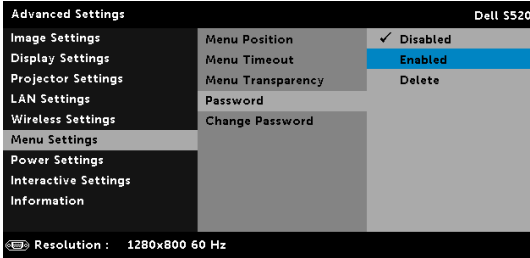 Advanced Settings Dell S520
Image Settings Menu Position ✓ Disabled
Display Settings Menu Timeout Enabled
Projector Settings Menu Transparency Delete
LAN Settings Password
Wireless Settings Change Password
Menu Settings
Power Settings
Interactive Settings
Information
Resolution : 1280x800 60 Hz